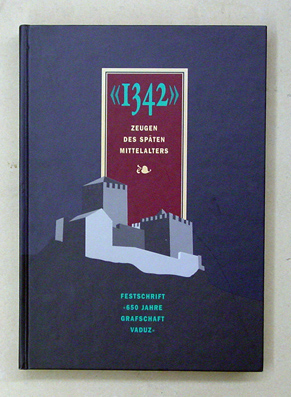 «1342»
ZEUGEN
DES SPÄTEN
MITTELALTERS
FESTSCHRIFT
»650 JAHRE
GRAFSCHAFT
VADUZ«